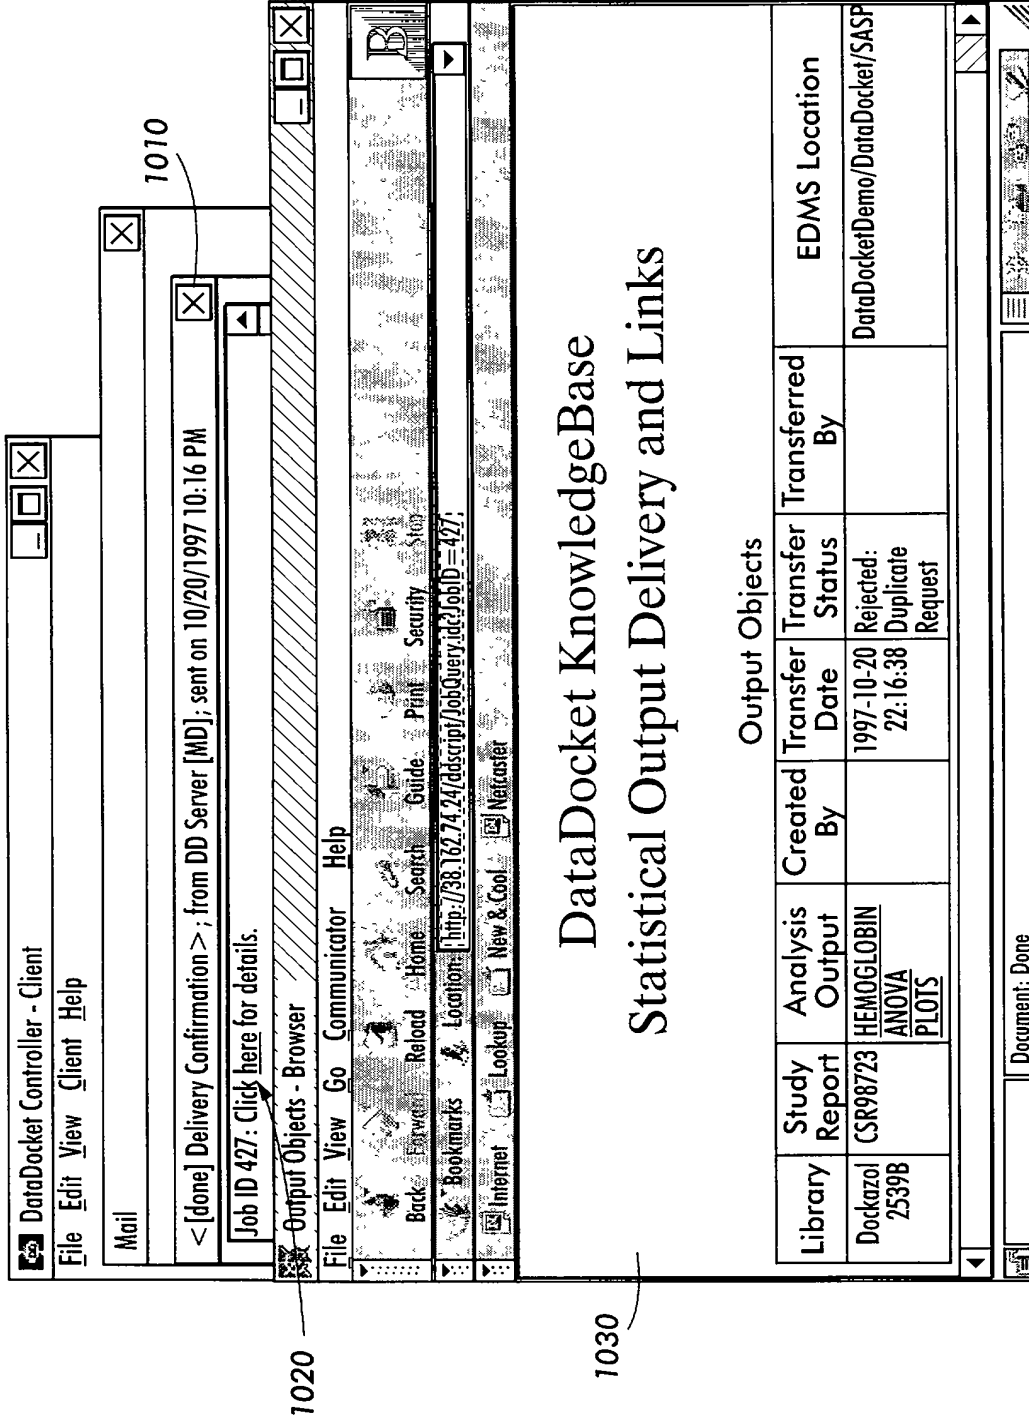 DataDocket Controller - Client
File Edit View Client Help
1010
Mail
<[done] Delivery Confirmation> ; from DD Server [MD]; sent on 10/20/1997 10:16 PM
Job ID 427: Click here for details.
1020
Output Objects - Browser
File Edit View Go Communicator Help
B
Back Forward Reload Home Search Guide Print Security Stop
Bookmarks Location: http://38.162.74.24/ddscript/JobQuery.idc?JobID=427
Internet Lookup New & Cool Netcaster
1030
DataDocket KnowledgeBase
Statistical Output Delivery and Links
Output Objects
Library Study Report Analysis Output Created By Transfer Date Transfer Status Transferred By EDMS Location
Dockazol 2539B CSR98723 HEMOGLOBIN ANOVA PLOTS 1997-10-20 22:16:38 Rejected: Duplicate Request DataDocketDemo/DataDocket/SASP
Document: Done